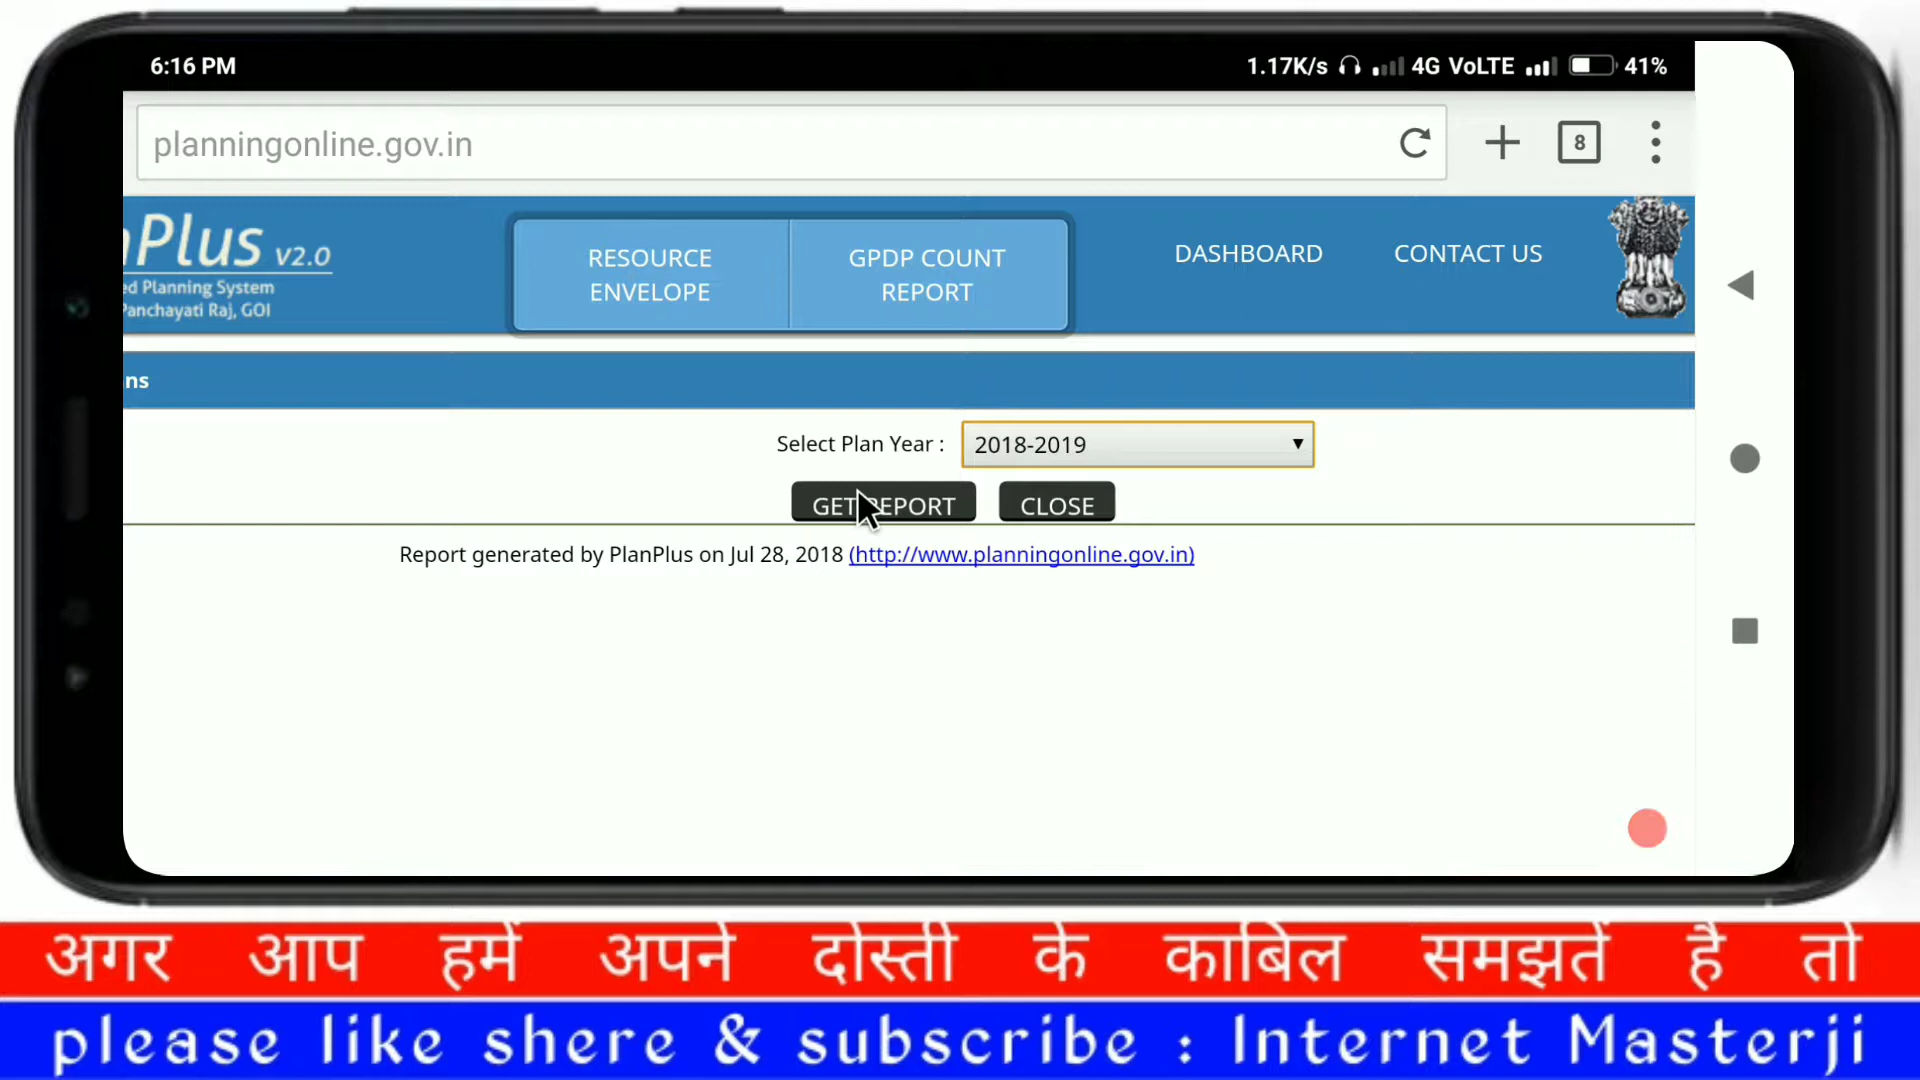 6:16 PM
1.17K/s 4G VoLTE 41%
planningonline.gov.in
8
Plus v2.0
ed Planning System
Panchayati Raj, GOI
RESOURCE
ENVELOPE
GPDP COUNT
REPORT
DASHBOARD
CONTACT US
ns
Select Plan Year :
2018-2019
GET REPORT
CLOSE
Report generated by PlanPlus on Jul 28, 2018 (http://www.planningonline.gov.in)
अगर आप हमें अपने दोस्ती के काबिल समझतें है तो
please like shere & subscribe : Internet Masterji